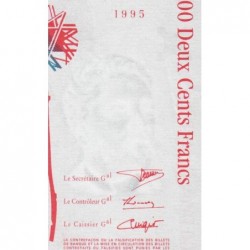 1995
00 Deux Cents Francs
Le Secrétaire Gal
Le Contrôleur Gal
Le Caissier Gal
LA CONTREFAÇON OU LA FALSIFICATION DES BILLETS
DE BANQUE ET LA MISE EN CIRCULATION DES BILLETS
CONTREFAITS OU FALSIFIES SONT PUNIES PAR LES